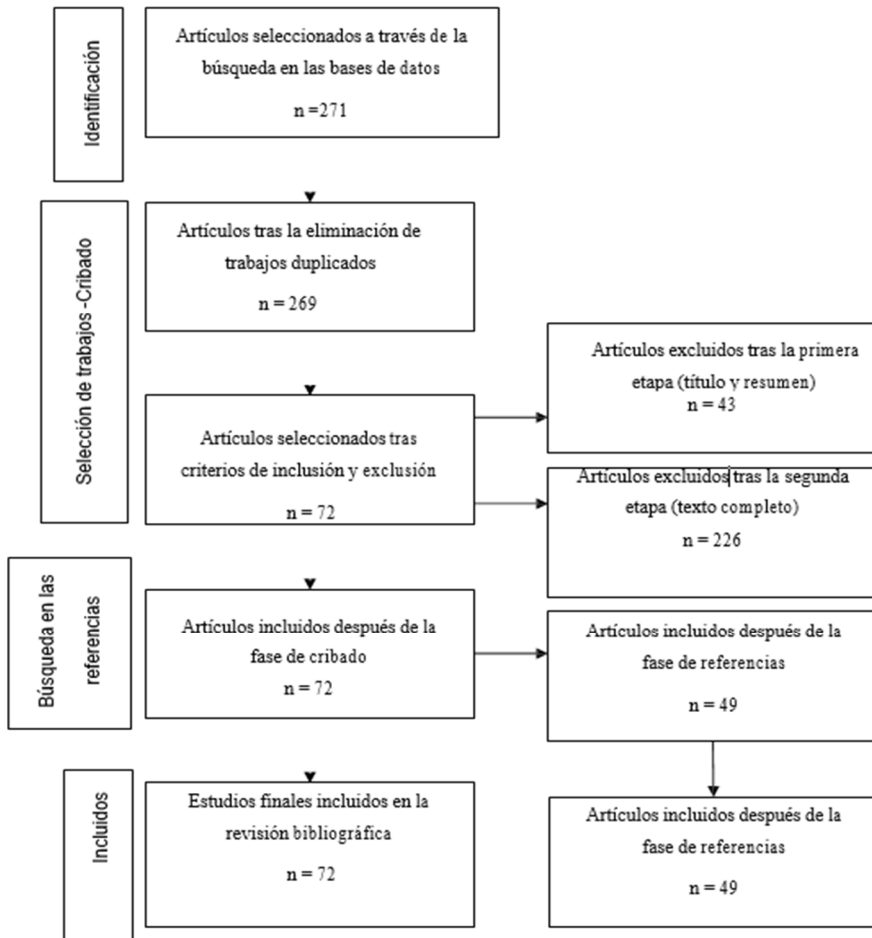 Identificación
Artículos seleccionados a través de la
búsqueda en las bases de datos
n =271
Selección de trabajos -Cribado
Artículos tras la eliminación de
trabajos duplicados
n = 269
Artículos seleccionados tras
criterios de inclusión y exclusión
n = 72
Artículos excluidos tras la primera
etapa (título y resumen)
n = 43
Artículos excluidos tras la segunda
etapa (texto completo)
n = 226
Búsqueda en las
referencias
Artículos incluidos después de la
fase de cribado
n = 72
Artículos incluidos después de la
fase de referencias
n = 49
Incluidos
Estudios finales incluidos en la
revisión bibliográfica
n = 72
Artículos incluidos después de la
fase de referencias
n = 49